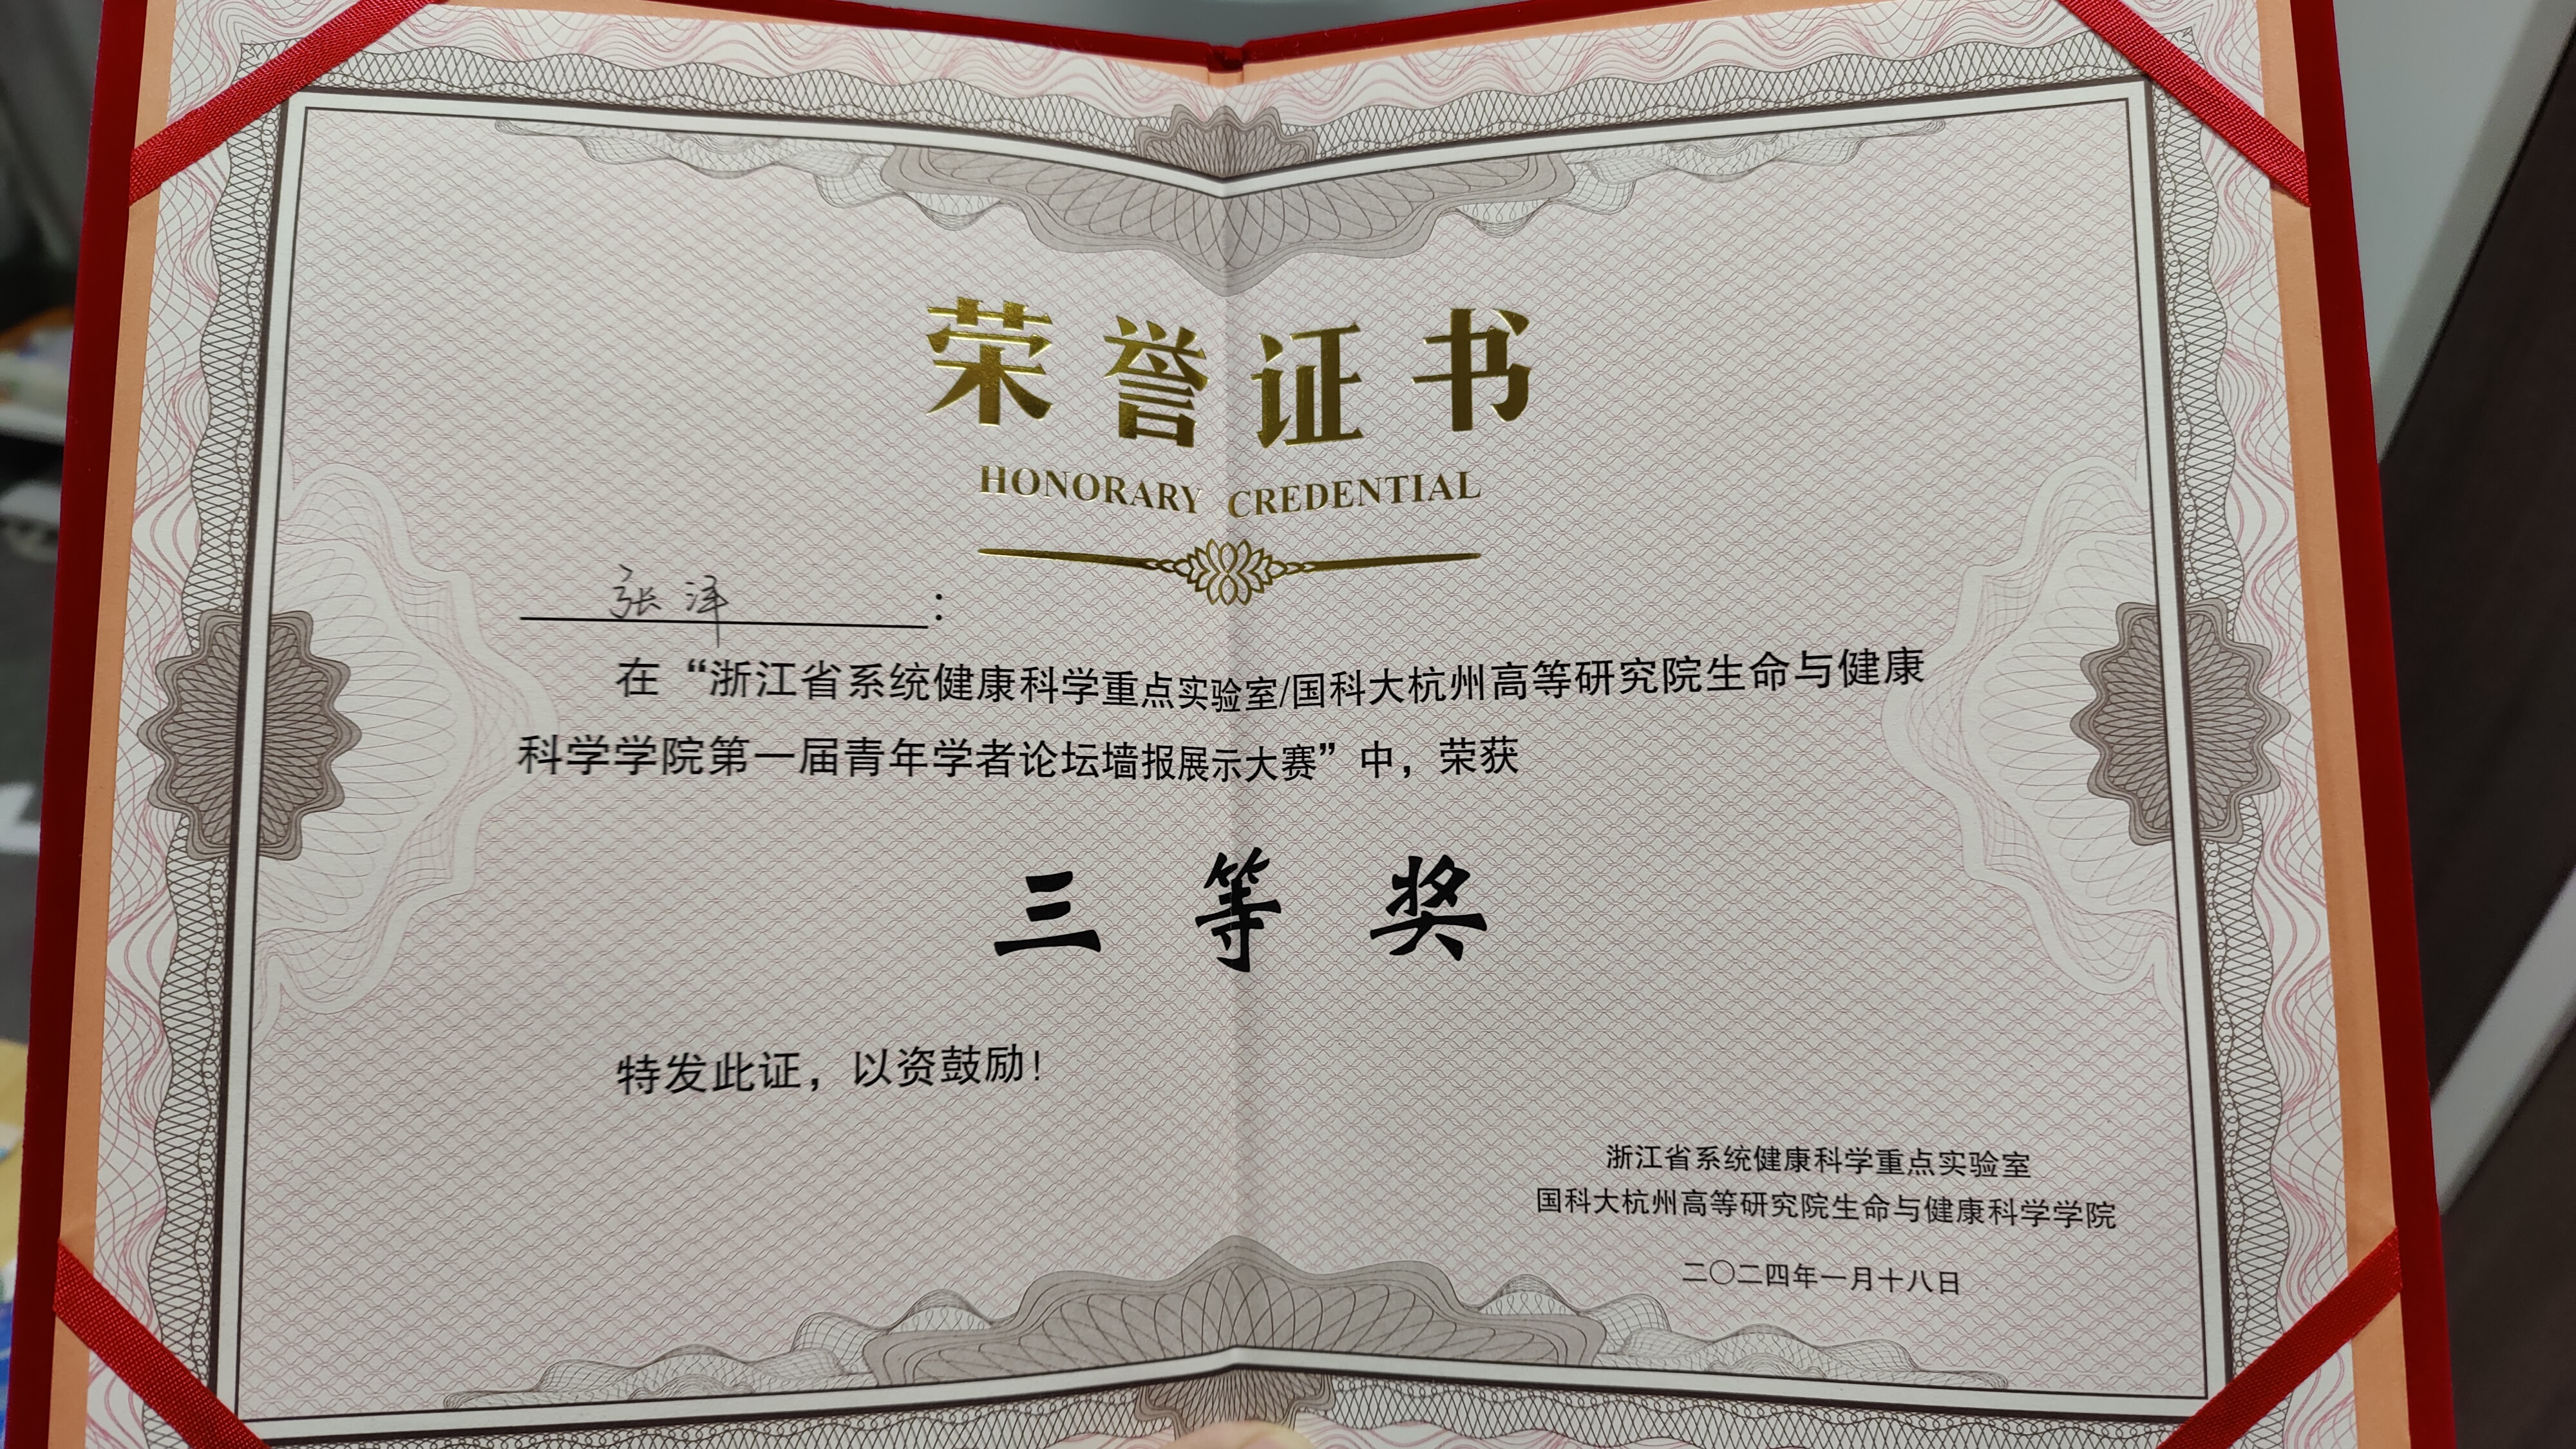 荣誉证书
HONORARY CREDENTIAL
张泽：
在“浙江省系统健康科学重点实验室/国科大杭州高等研究院生命与健康
科学学院第一届青年学者论坛墙报展示大赛”中，荣获
三等奖
特发此证，以资鼓励！
浙江省系统健康科学重点实验室
国科大杭州高等研究院生命与健康科学学院
二〇二四年一月十八日